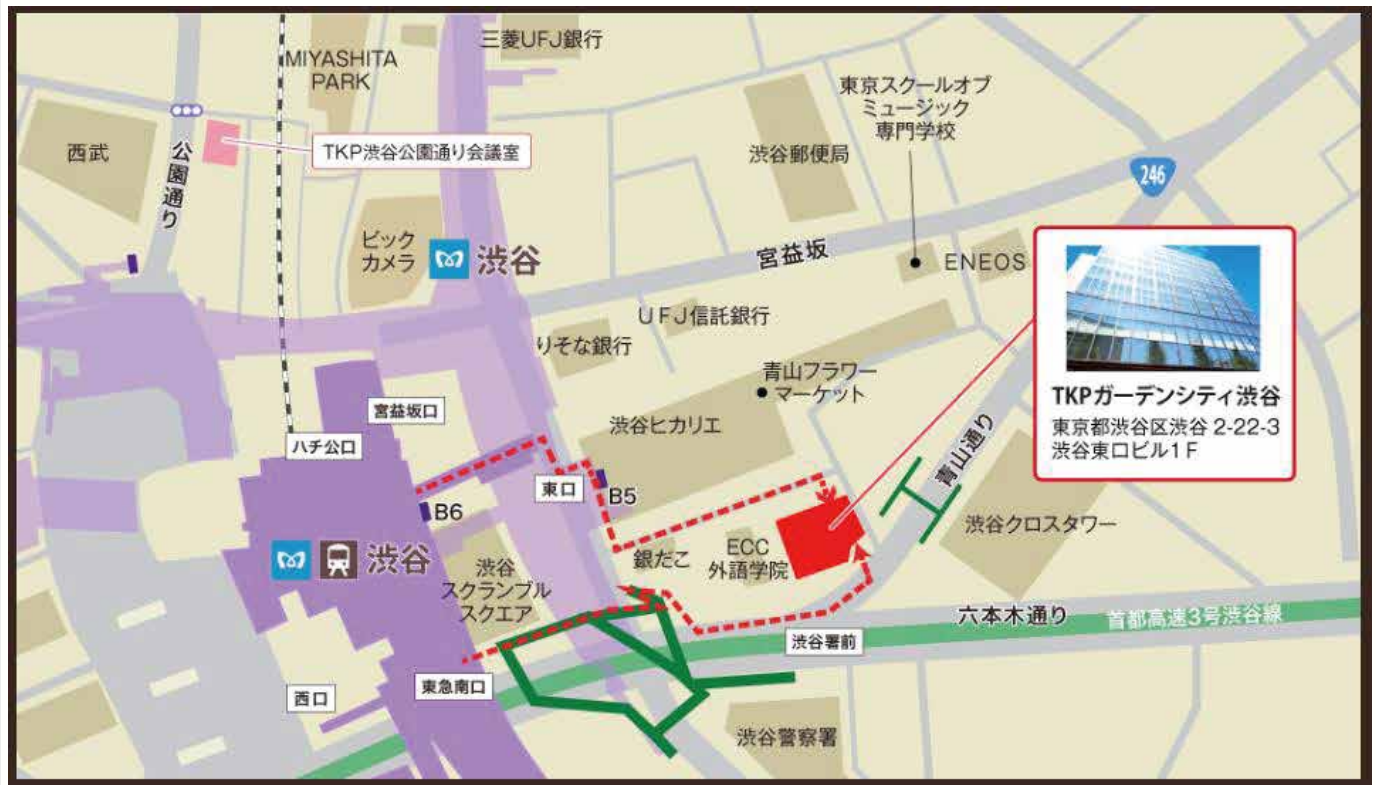 三菱UFJ銀行
MIYASHITA
PARK
東京スクールオブ
ミュージック
専門学校
西武
公園通り
TKP渋谷公園通り会議室
渋谷郵便局
246
ビック
カメラ
渋谷
宮益坂
ENEOS
UFJ信託銀行
りそな銀行
青山フラワー
マーケット
TKPガーデンシティ渋谷
東京都渋谷区渋谷 2-22-3
渋谷東口ビル1F
宮益坂口
渋谷ヒカリエ
ハチ公口
青山通り
東口
B5
B6
渋谷クロスタワー
渋谷
銀だこ
ECC
外語学院
渋谷
スクランブル
スクエア
六本木通り
首都高速3号渋谷線
渋谷署前
東急南口
西口
渋谷警察署